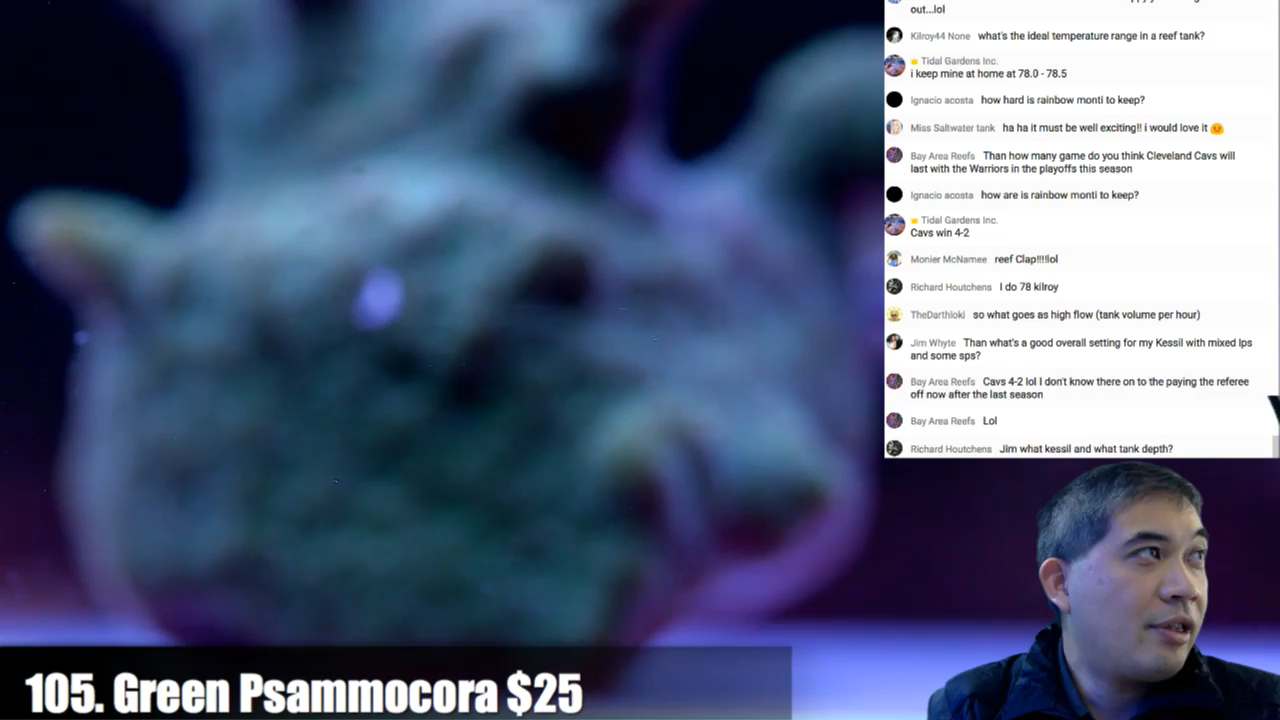 out...lol
Kilroy44 None what's the ideal temperature range in a reef tank?
Tidal Gardens Inc.
i keep mine at home at 78.0 - 78.5
Ignacio acosta how hard is rainbow monti to keep?
Miss Saltwater tank ha ha it must be well exciting!! i would love it
Bay Area Reefs Than how many game do you think Cleveland Cavs will
last with the Warriors in the playoffs this season
Ignacio acosta how are is rainbow monti to keep?
Tidal Gardens Inc.
Cavs win 4-2
Monier McNamee reef Clap!!!!lol
Richard Houtchens I do 78 kilroy
TheDarthloki so what goes as high flow (tank volume per hour)
Jim Whyte Than what's a good overall setting for my Kessil with mixed lps
and some sps?
Bay Area Reefs Cavs 4-2 lol I don't know there on to the paying the referee
off now after the last season
Bay Area Reefs Lol
Richard Houtchens Jim what kessil and what tank depth?
105. Green Psammocora $25